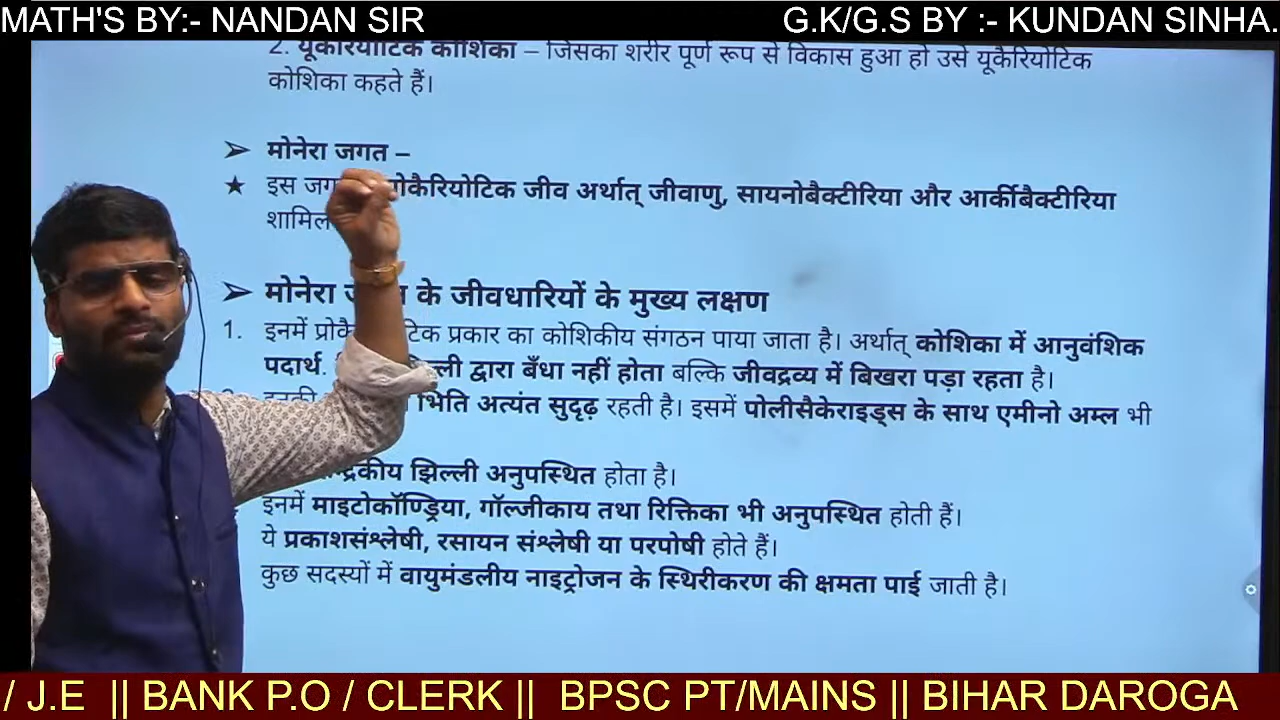 MATH'S BY:- NANDAN SIR
G.K/G.S BY :- KUNDAN SINHA.
2. यूकैरियोटिक कोशिका – जिसका शरीर पूर्ण रूप से विकास हुआ हो उसे यूकैरियोटिक
कोशिका कहते हैं।
➤ मोनेरा जगत –
★ इस जग
जीव अर्थात् जीवाणु, सायनोबैक्टीरिया और आर्कीबैक्टीरिया
शामिल
➤ मोनेरा
के जीवधारियों के मुख्य लक्षण
1. इनमें
प्रकार का कोशिकीय संगठन पाया जाता है। अर्थात् कोशिका में आनुवंशिक
पदार्थ.
द्वारा बँधा नहीं होता बल्कि जीवद्रव्य में बिखरा पड़ा रहता है।
भिति अत्यंत सुदृढ़ रहती है। इसमें पोलीसैकेराइड्स के साथ एमीनो अम्ल भी
झिल्ली अनुपस्थित होता है।
इनमें माइटोकॉण्ड्रिया, गॉल्जीकाय तथा रिक्तिका भी अनुपस्थित होती हैं।
ये प्रकाशसंश्लेषी, रसायन संश्लेषी या परपोषी होते हैं।
कुछ सदस्यों में वायुमंडलीय नाइट्रोजन के स्थिरीकरण की क्षमता पाई जाती है।
/ J.E || BANK P.O / CLERK || BPSC PT/MAINS || BIHAR DAROGA